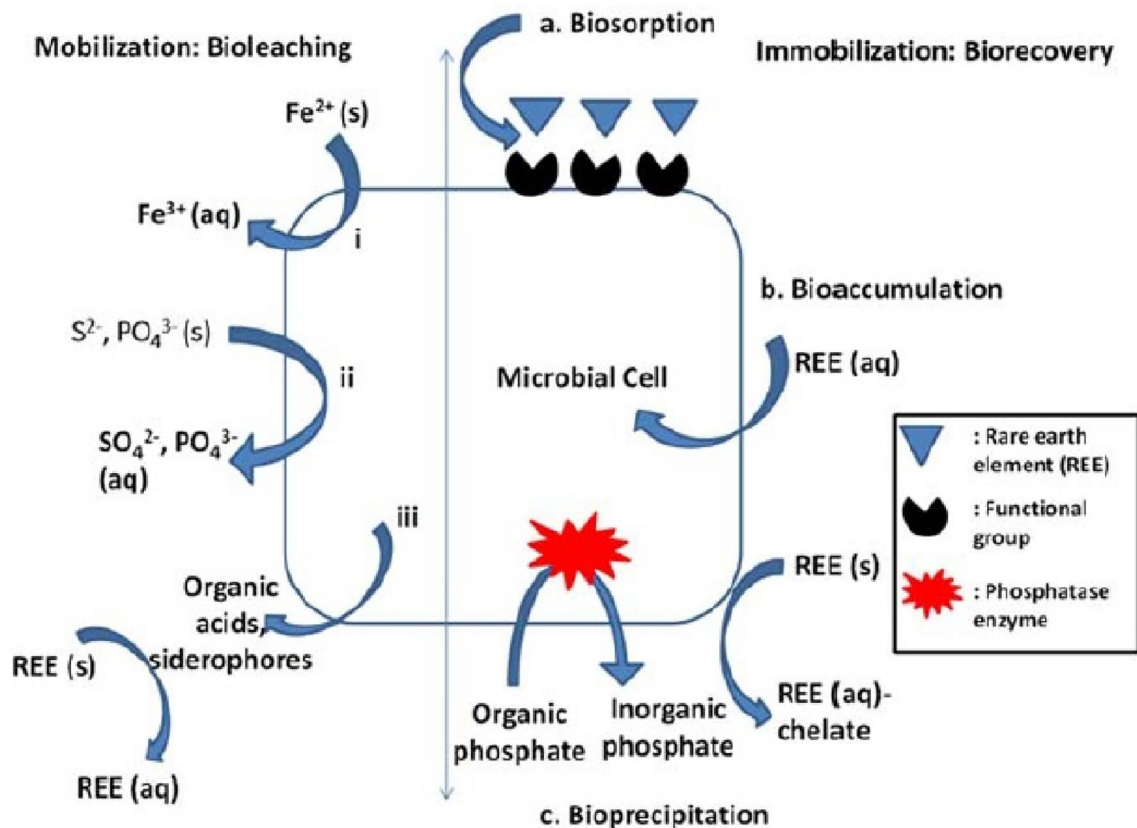 Mobilization: Bioleaching
a. Biosorption
Immobilization: Biorecovery
Fe²⁺ (s)
Fe³⁺ (aq)
i
S²⁻, PO₄³⁻ (s)
ii
SO₄²⁻, PO₄³⁻
(aq)
iii
Organic
acids,
siderophores
REE (s)
REE (aq)
Microbial Cell
b. Bioaccumulation
REE (aq)
REE (s)
REE (aq)-
chelate
Organic
phosphate
Inorganic
phosphate
c. Bioprecipitation
: Rare earth
element (REE)
: Functional
group
: Phosphatase
enzyme